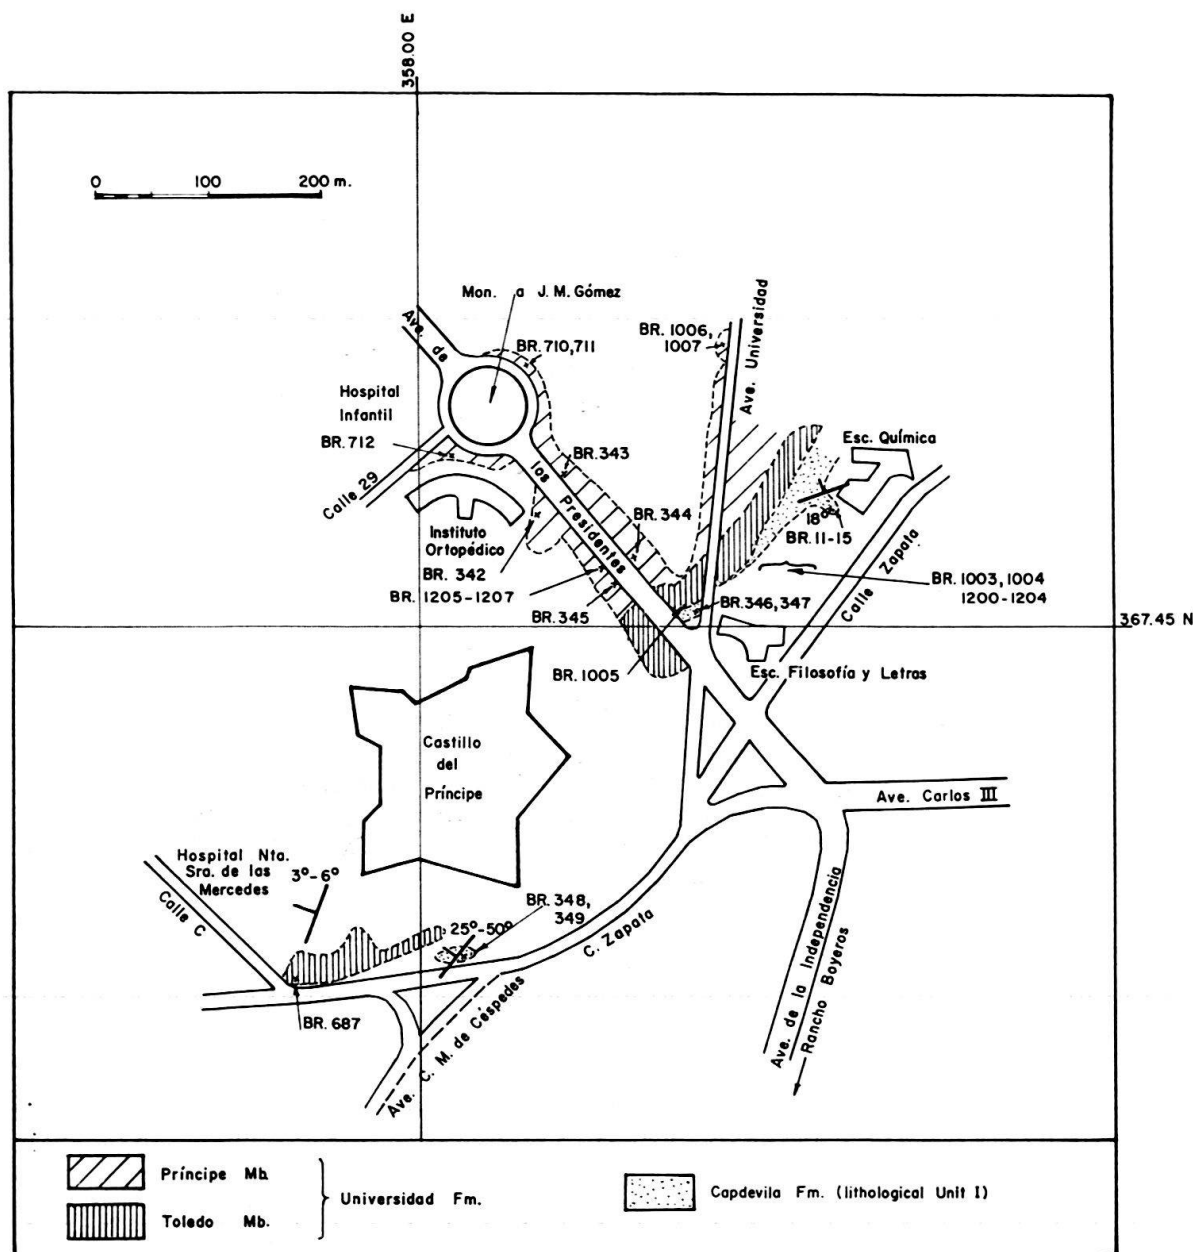 358.00 E
0 100 200 m.
Mon. a J. M. Gómez
Ave. de
los Presidentes
BR. 710,711
BR. 1006,
1007
Ave. Universidad
Hospital
Infantil
BR. 712
Calle 29
BR. 343
Esc. Química
BR. 344
18°
BR. 11-15
Instituto
Ortopédico
BR. 342
BR. 1205-1207
BR. 345
BR. 346, 347
BR. 1003, 1004
1200-1204
Calle Zapata
367.45 N
BR. 1005
Esc. Filosofía y Letras
Castillo
del
Príncipe
Ave. Carlos III
Hospital Nta.
Sra. de las
Mercedes
3°-6°
Calle C
BR. 348,
349
25°-50°
C. Zapata
BR. 687
Ave. C. M. de Céspedes
Ave. de la Independencia
Rancho Boyeros
Príncipe Mb.
Toledo Mb.
Universidad Fm.
Capdevila Fm. (lithological Unit I)